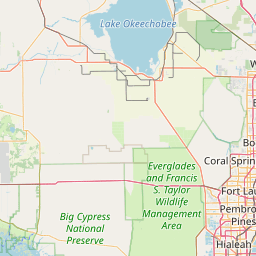 Lake Okeechobee
W
Bo
Coral Spring
Everglades
and Francis
S. Taylor
Wildlife
Management
Area
Fort Lau
Pembro
Pines
Big Cypress
National
Preserve
Hialeah